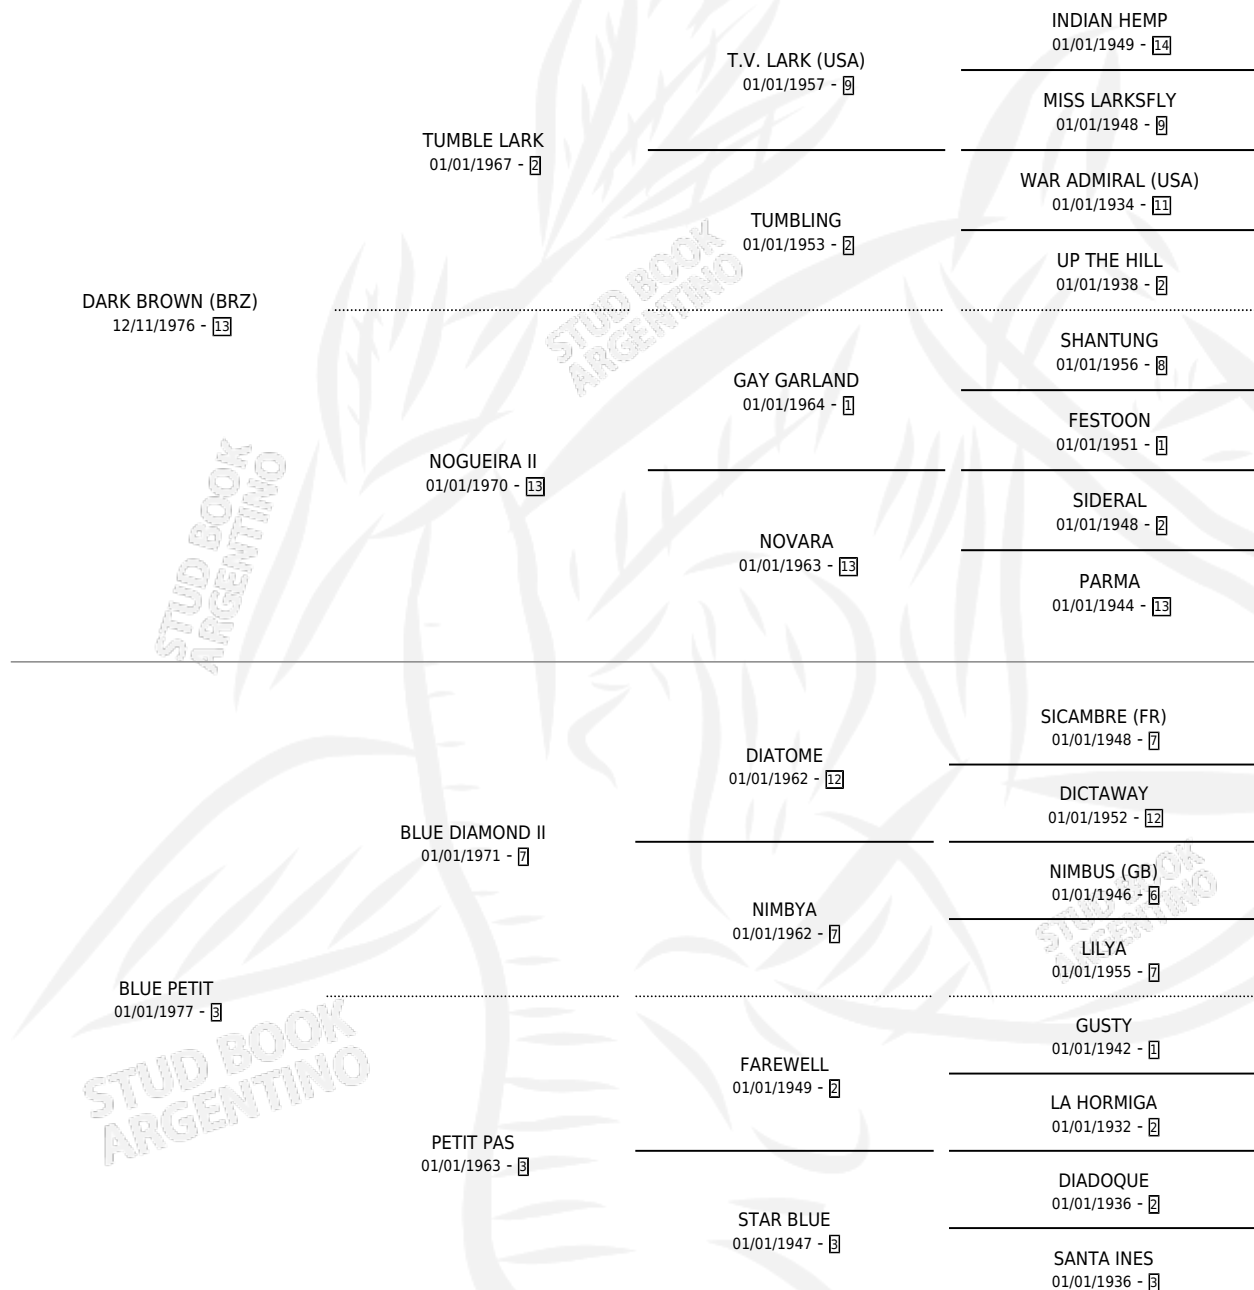 INDIAN HEMP
01/01/1949 - 14
T.V. LARK (USA)
01/01/1957 - 9
MISS LARKSFLY
01/01/1948 - 9
TUMBLE LARK
01/01/1967 - 2
WAR ADMIRAL (USA)
01/01/1934 - 11
TUMBLING
01/01/1953 - 2
UP THE HILL
01/01/1938 - 2
DARK BROWN (BRZ)
12/11/1976 - 13
SHANTUNG
01/01/1956 - 8
GAY GARLAND
01/01/1964 - 1
FESTOON
01/01/1951 - 1
NOGUEIRA II
01/01/1970 - 13
SIDERAL
01/01/1948 - 2
NOVARA
01/01/1963 - 13
PARMA
01/01/1944 - 13
STUD BOOK
ARGENTINO
STUD BOOK
ARGENTINO
SICAMBRE (FR)
01/01/1948 - 7
DIATOME
01/01/1962 - 12
DICTAWAY
01/01/1952 - 12
BLUE DIAMOND II
01/01/1971 - 7
NIMBUS (GB)
01/01/1946 - 6
NIMBYA
01/01/1962 - 7
LILYA
01/01/1955 - 7
BLUE PETIT
01/01/1977 - 3
GUSTY
01/01/1942 - 1
FAREWELL
01/01/1949 - 2
LA HORMIGA
01/01/1932 - 2
PETIT PAS
01/01/1963 - 3
DIADOQUE
01/01/1936 - 2
STAR BLUE
01/01/1947 - 3
SANTA INES
01/01/1936 - 3
STUD BOOK
ARGENTINO
STUD BOOK
ARGENTINO